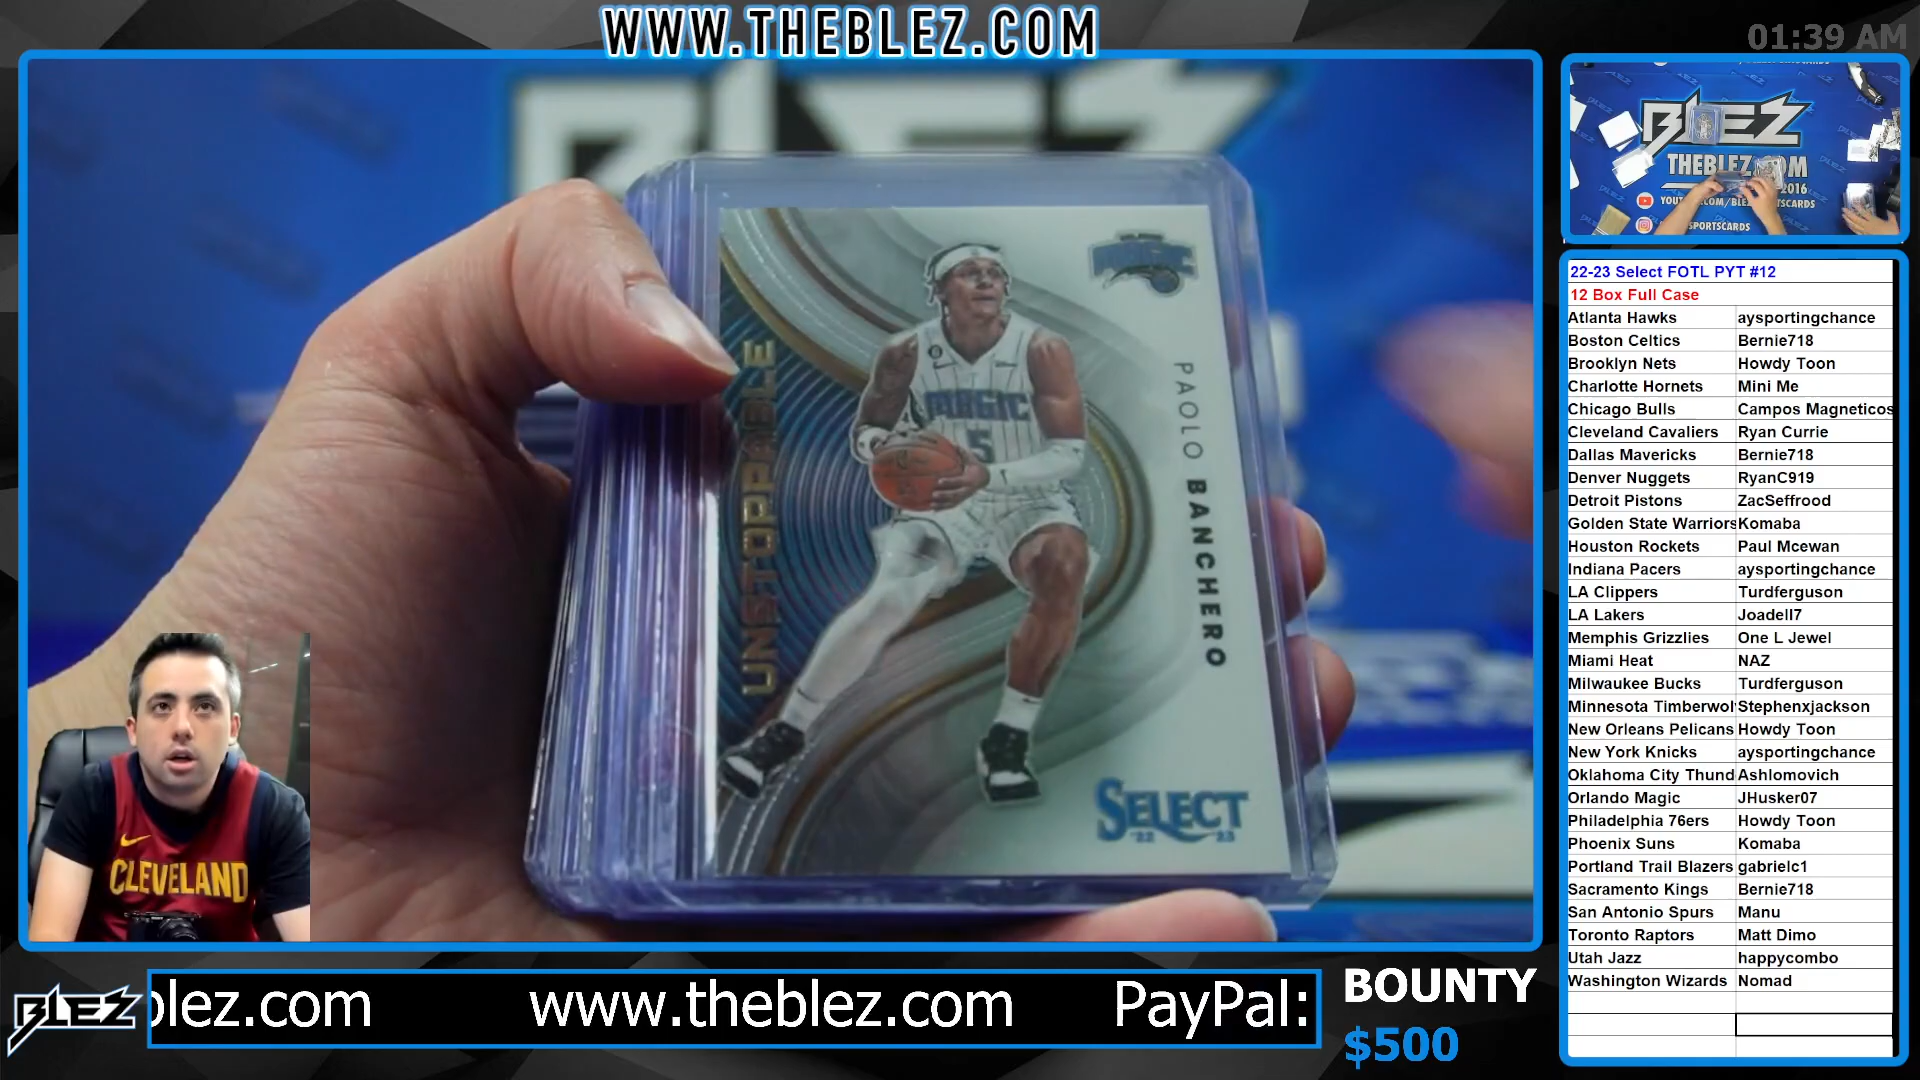 WWW.THEBLEZ.COM
01:39 AM
BLEZ
MAGIC
UNSTOPPABLE
PAOLO BANCHERO
MAGIC
5
SELECT
'22 '23
CLEVELAND
BLEZ
THEBLEZ.COM
2016
22-23 Select FOTL PYT #12
12 Box Full Case
Atlanta Hawks aysportingchance
Boston Celtics Bernie718
Brooklyn Nets Howdy Toon
Charlotte Hornets Mini Me
Chicago Bulls Campos Magneticos
Cleveland Cavaliers Ryan Currie
Dallas Mavericks Bernie718
Denver Nuggets RyanC919
Detroit Pistons ZacSeffrood
Golden State Warriors Komaba
Houston Rockets Paul Mcewan
Indiana Pacers aysportingchance
LA Clippers Turdferguson
LA Lakers Joadell7
Memphis Grizzlies One L Jewel
Miami Heat NAZ
Milwaukee Bucks Turdferguson
Minnesota Timberwol Stephenxjackson
New Orleans Pelicans Howdy Toon
New York Knicks aysportingchance
Oklahoma City Thund Ashlomovich
Orlando Magic JHusker07
Philadelphia 76ers Howdy Toon
Phoenix Suns Komaba
Portland Trail Blazers gabrielc1
Sacramento Kings Bernie718
San Antonio Spurs Manu
Toronto Raptors Matt Dimo
Utah Jazz happycombo
Washington Wizards Nomad
BLEZ
blez.com www.theblez.com PayPal:
BOUNTY
$500